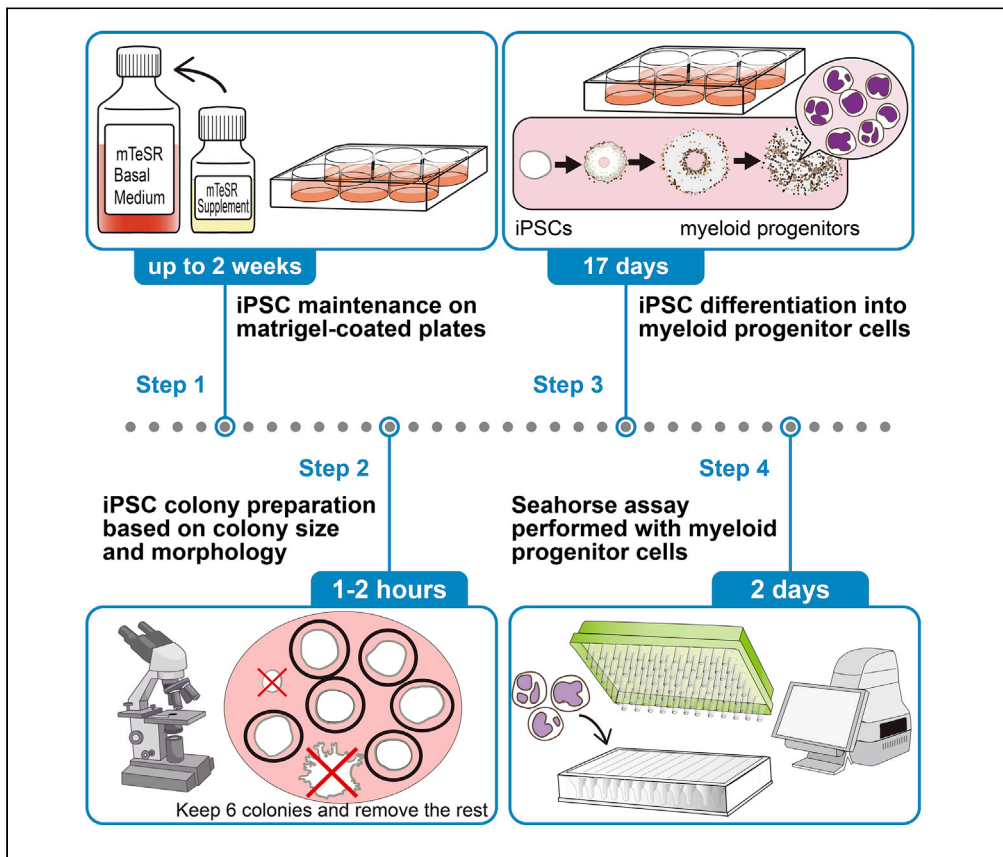 mTeSR
Basal
Medium
mTeSR
Supplement
up to 2 weeks
iPSC maintenance on
matrigel-coated plates
Step 1
iPSCs
myeloid progenitors
17 days
iPSC differentiation into
myeloid progenitor cells
Step 3
Step 2
iPSC colony preparation
based on colony size
and morphology
1-2 hours
Keep 6 colonies and remove the rest
Step 4
Seahorse assay
performed with myeloid
progenitor cells
2 days